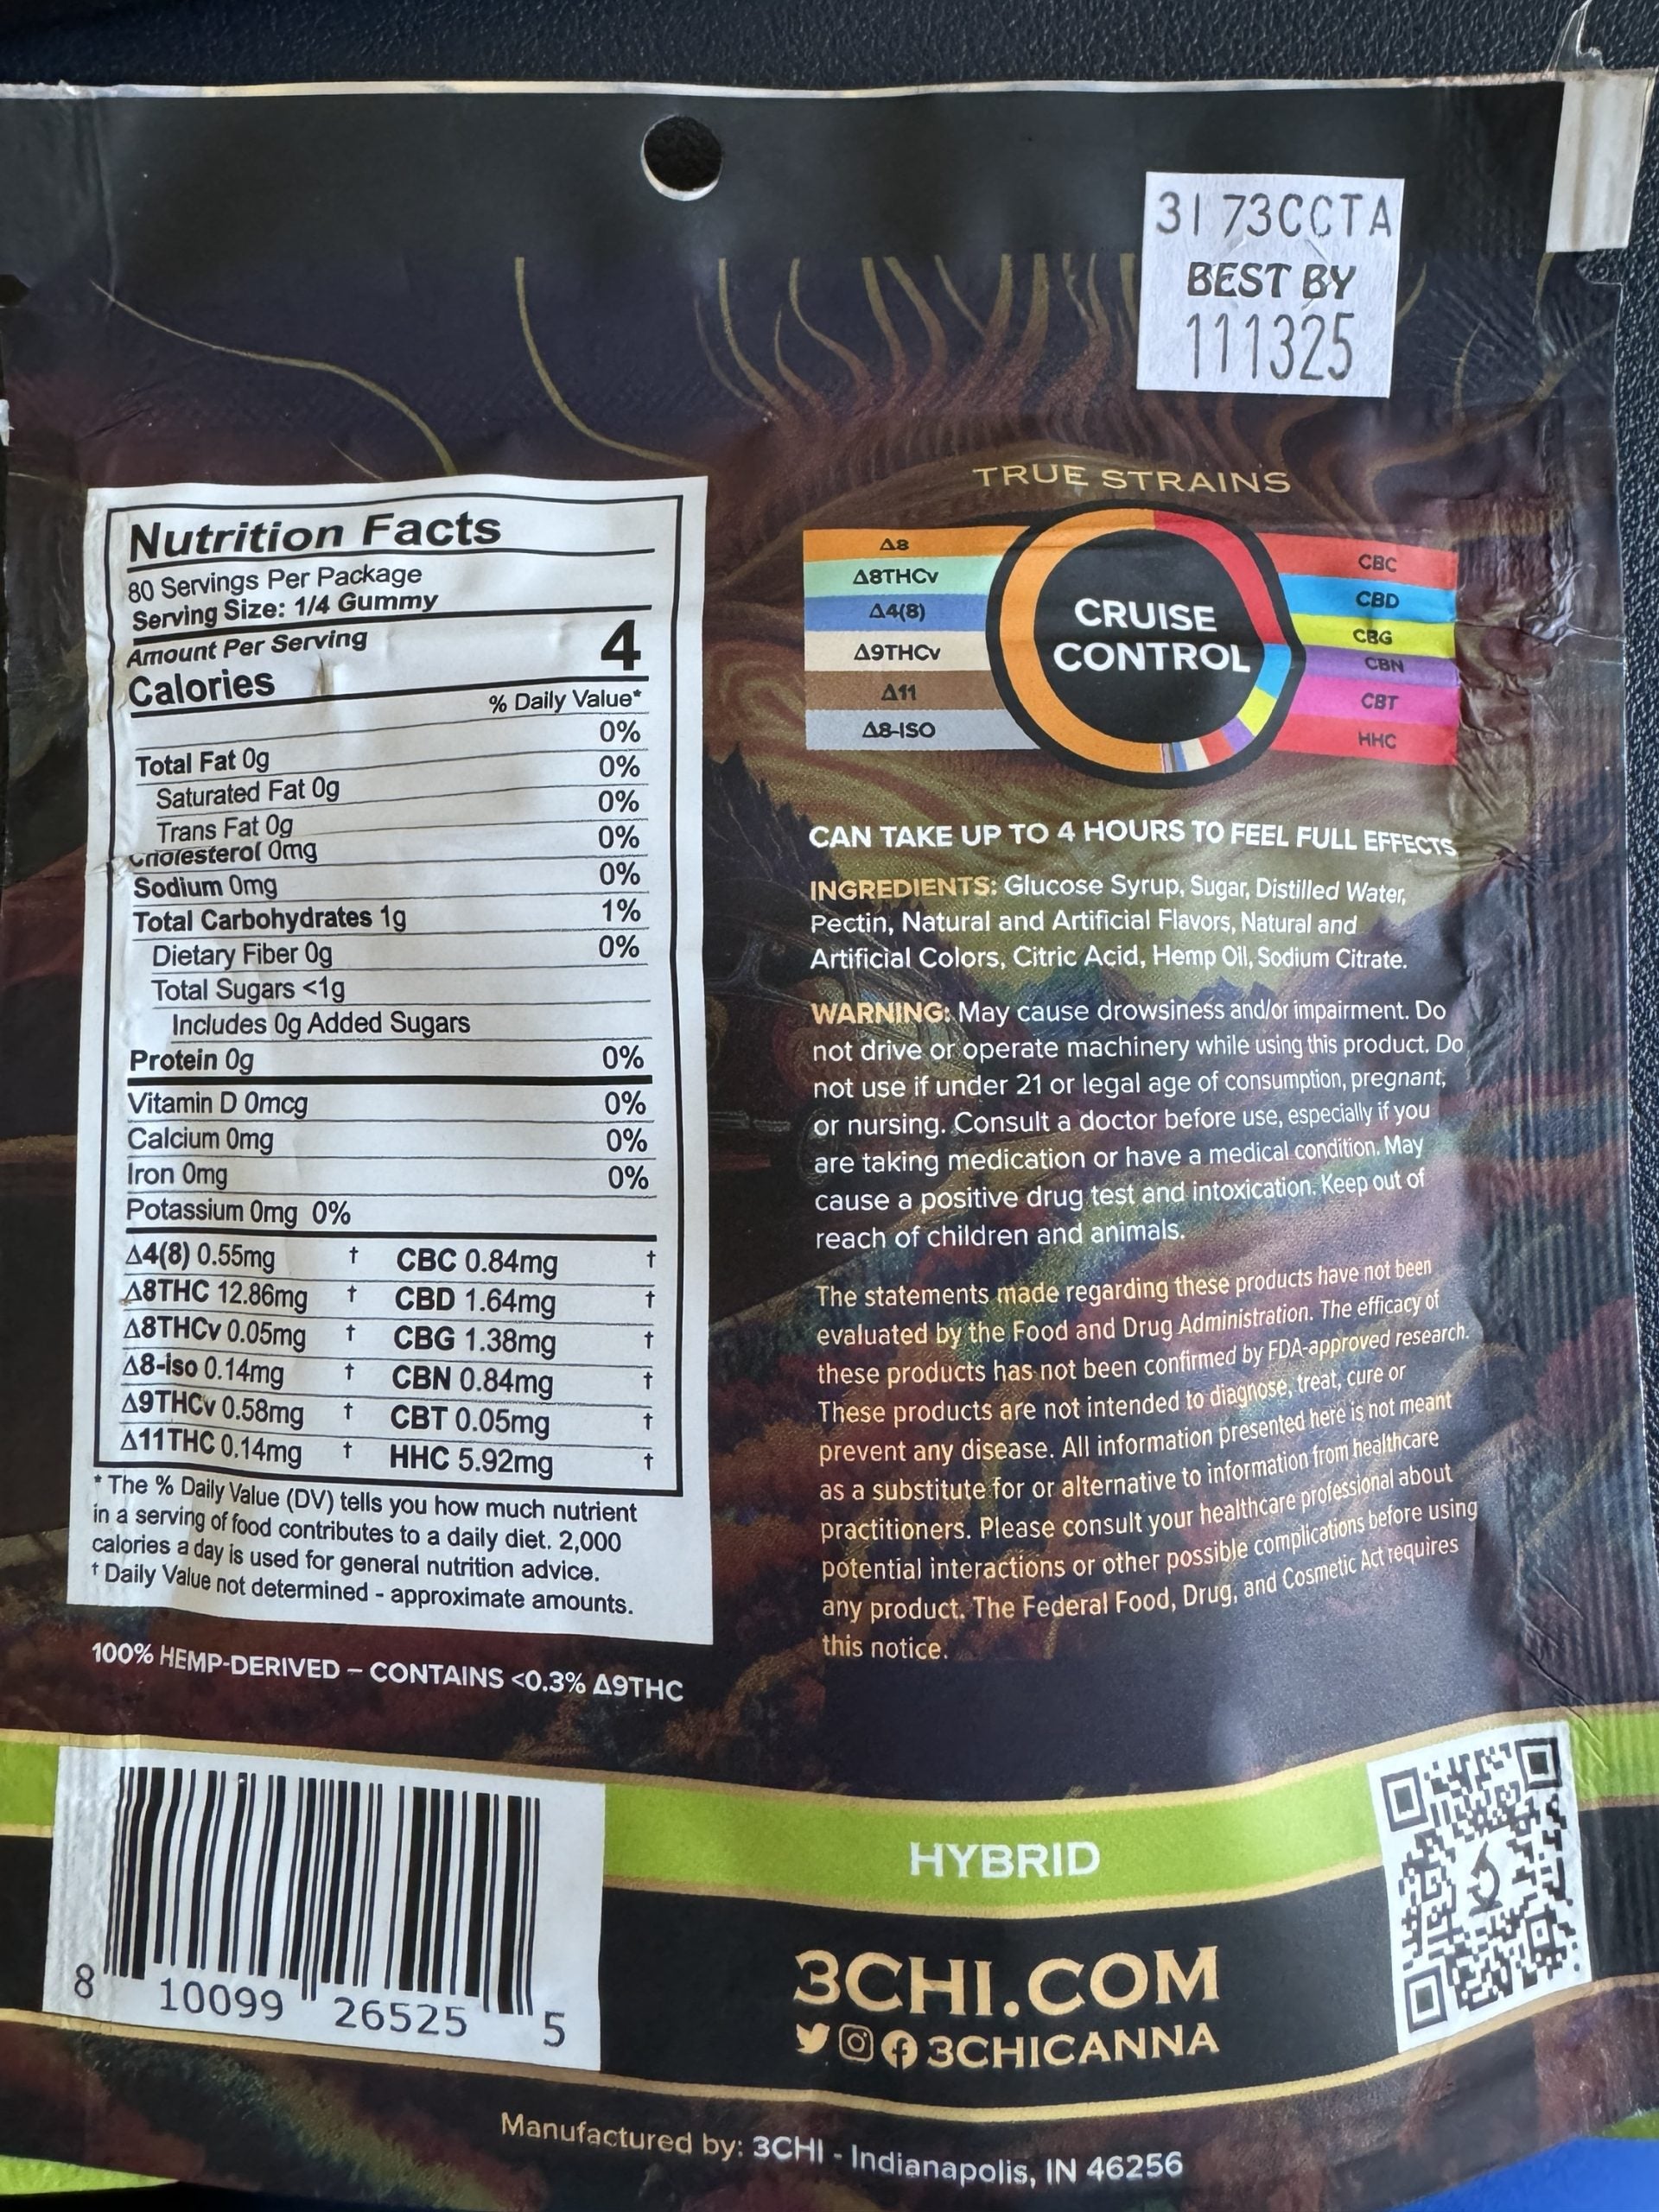 31 73CCTA
BEST BY
111325
Nutrition Facts
80 Servings Per Package
Serving Size: 1/4 Gummy
Amount Per Serving
Calories 4
% Daily Value*
0%
Total Fat 0g 0%
Saturated Fat 0g 0%
Trans Fat 0g 0%
Cholesterol 0mg
Sodium 0mg 0%
Total Carbohydrates 1g 1%
Dietary Fiber 0g 0%
Total Sugars <1g
Includes 0g Added Sugars
Protein 0g 0%
Vitamin D 0mcg 0%
Calcium 0mg 0%
Iron 0mg 0%
Potassium 0mg 0%
Δ4(8) 0.55mg † CBC 0.84mg †
Δ8THC 12.86mg † CBD 1.64mg †
Δ8THCv 0.05mg † CBG 1.38mg †
Δ8-iso 0.14mg † CBN 0.84mg †
Δ9THCv 0.58mg † CBT 0.05mg †
Δ11THC 0.14mg † HHC 5.92mg †
* The % Daily Value (DV) tells you how much nutrient
in a serving of food contributes to a daily diet. 2,000
calories a day is used for general nutrition advice.
† Daily Value not determined - approximate amounts.
100% HEMP-DERIVED – CONTAINS <0.3% Δ9THC
TRUE STRAINS
Δ8
Δ8THCv
Δ4(8)
Δ9THCv
Δ11
Δ8-ISO
CRUISE
CONTROL
CBC
CBD
CBG
CBN
CBT
HHC
CAN TAKE UP TO 4 HOURS TO FEEL FULL EFFECTS
INGREDIENTS: Glucose Syrup, Sugar, Distilled Water,
Pectin, Natural and Artificial Flavors, Natural and
Artificial Colors, Citric Acid, Hemp Oil, Sodium Citrate.
WARNING: May cause drowsiness and/or impairment. Do
not drive or operate machinery while using this product. Do
not use if under 21 or legal age of consumption, pregnant,
or nursing. Consult a doctor before use, especially if you
are taking medication or have a medical condition. May
cause a positive drug test and intoxication. Keep out of
reach of children and animals.
The statements made regarding these products have not been
evaluated by the Food and Drug Administration. The efficacy of
these products has not been confirmed by FDA-approved research.
These products are not intended to diagnose, treat, cure or
prevent any disease. All information presented here is not meant
as a substitute for or alternative to information from healthcare
practitioners. Please consult your healthcare professional about
potential interactions or other possible complications before using
any product. The Federal Food, Drug, and Cosmetic Act requires
this notice.
8 10099 26525 5
HYBRID
3CHI.COM
3CHICANNA
Manufactured by: 3CHI - Indianapolis, IN 46256